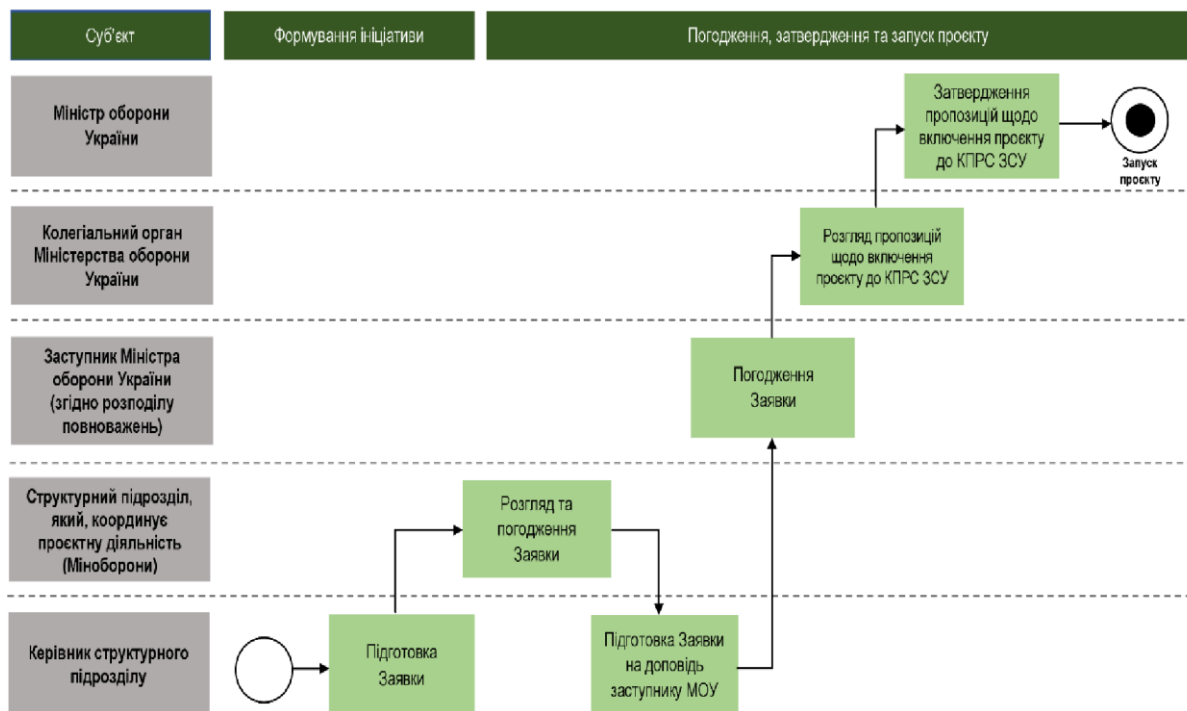 Суб'єкт
Формування ініціативи
Погодження, затвердження та запуск проєкту
Міністр оборони
України
Затвердження
пропозицій щодо
включення проєкту
до КПРС ЗСУ
Запуск
проєкту
Колегіальний орган
Міністерства оборони
України
Розгляд пропозицій
щодо включення
проєкту до КПРС ЗСУ
Заступник Міністра
оборони України
(згідно розподілу
повноважень)
Погодження
Заявки
Структурний підрозділ,
який, координує
проєктну діяльність
(Міноборони)
Розгляд та
погодження
Заявки
Керівник структурного
підрозділу
Підготовка
Заявки
Підготовка Заявки
на доповідь
заступнику МОУ